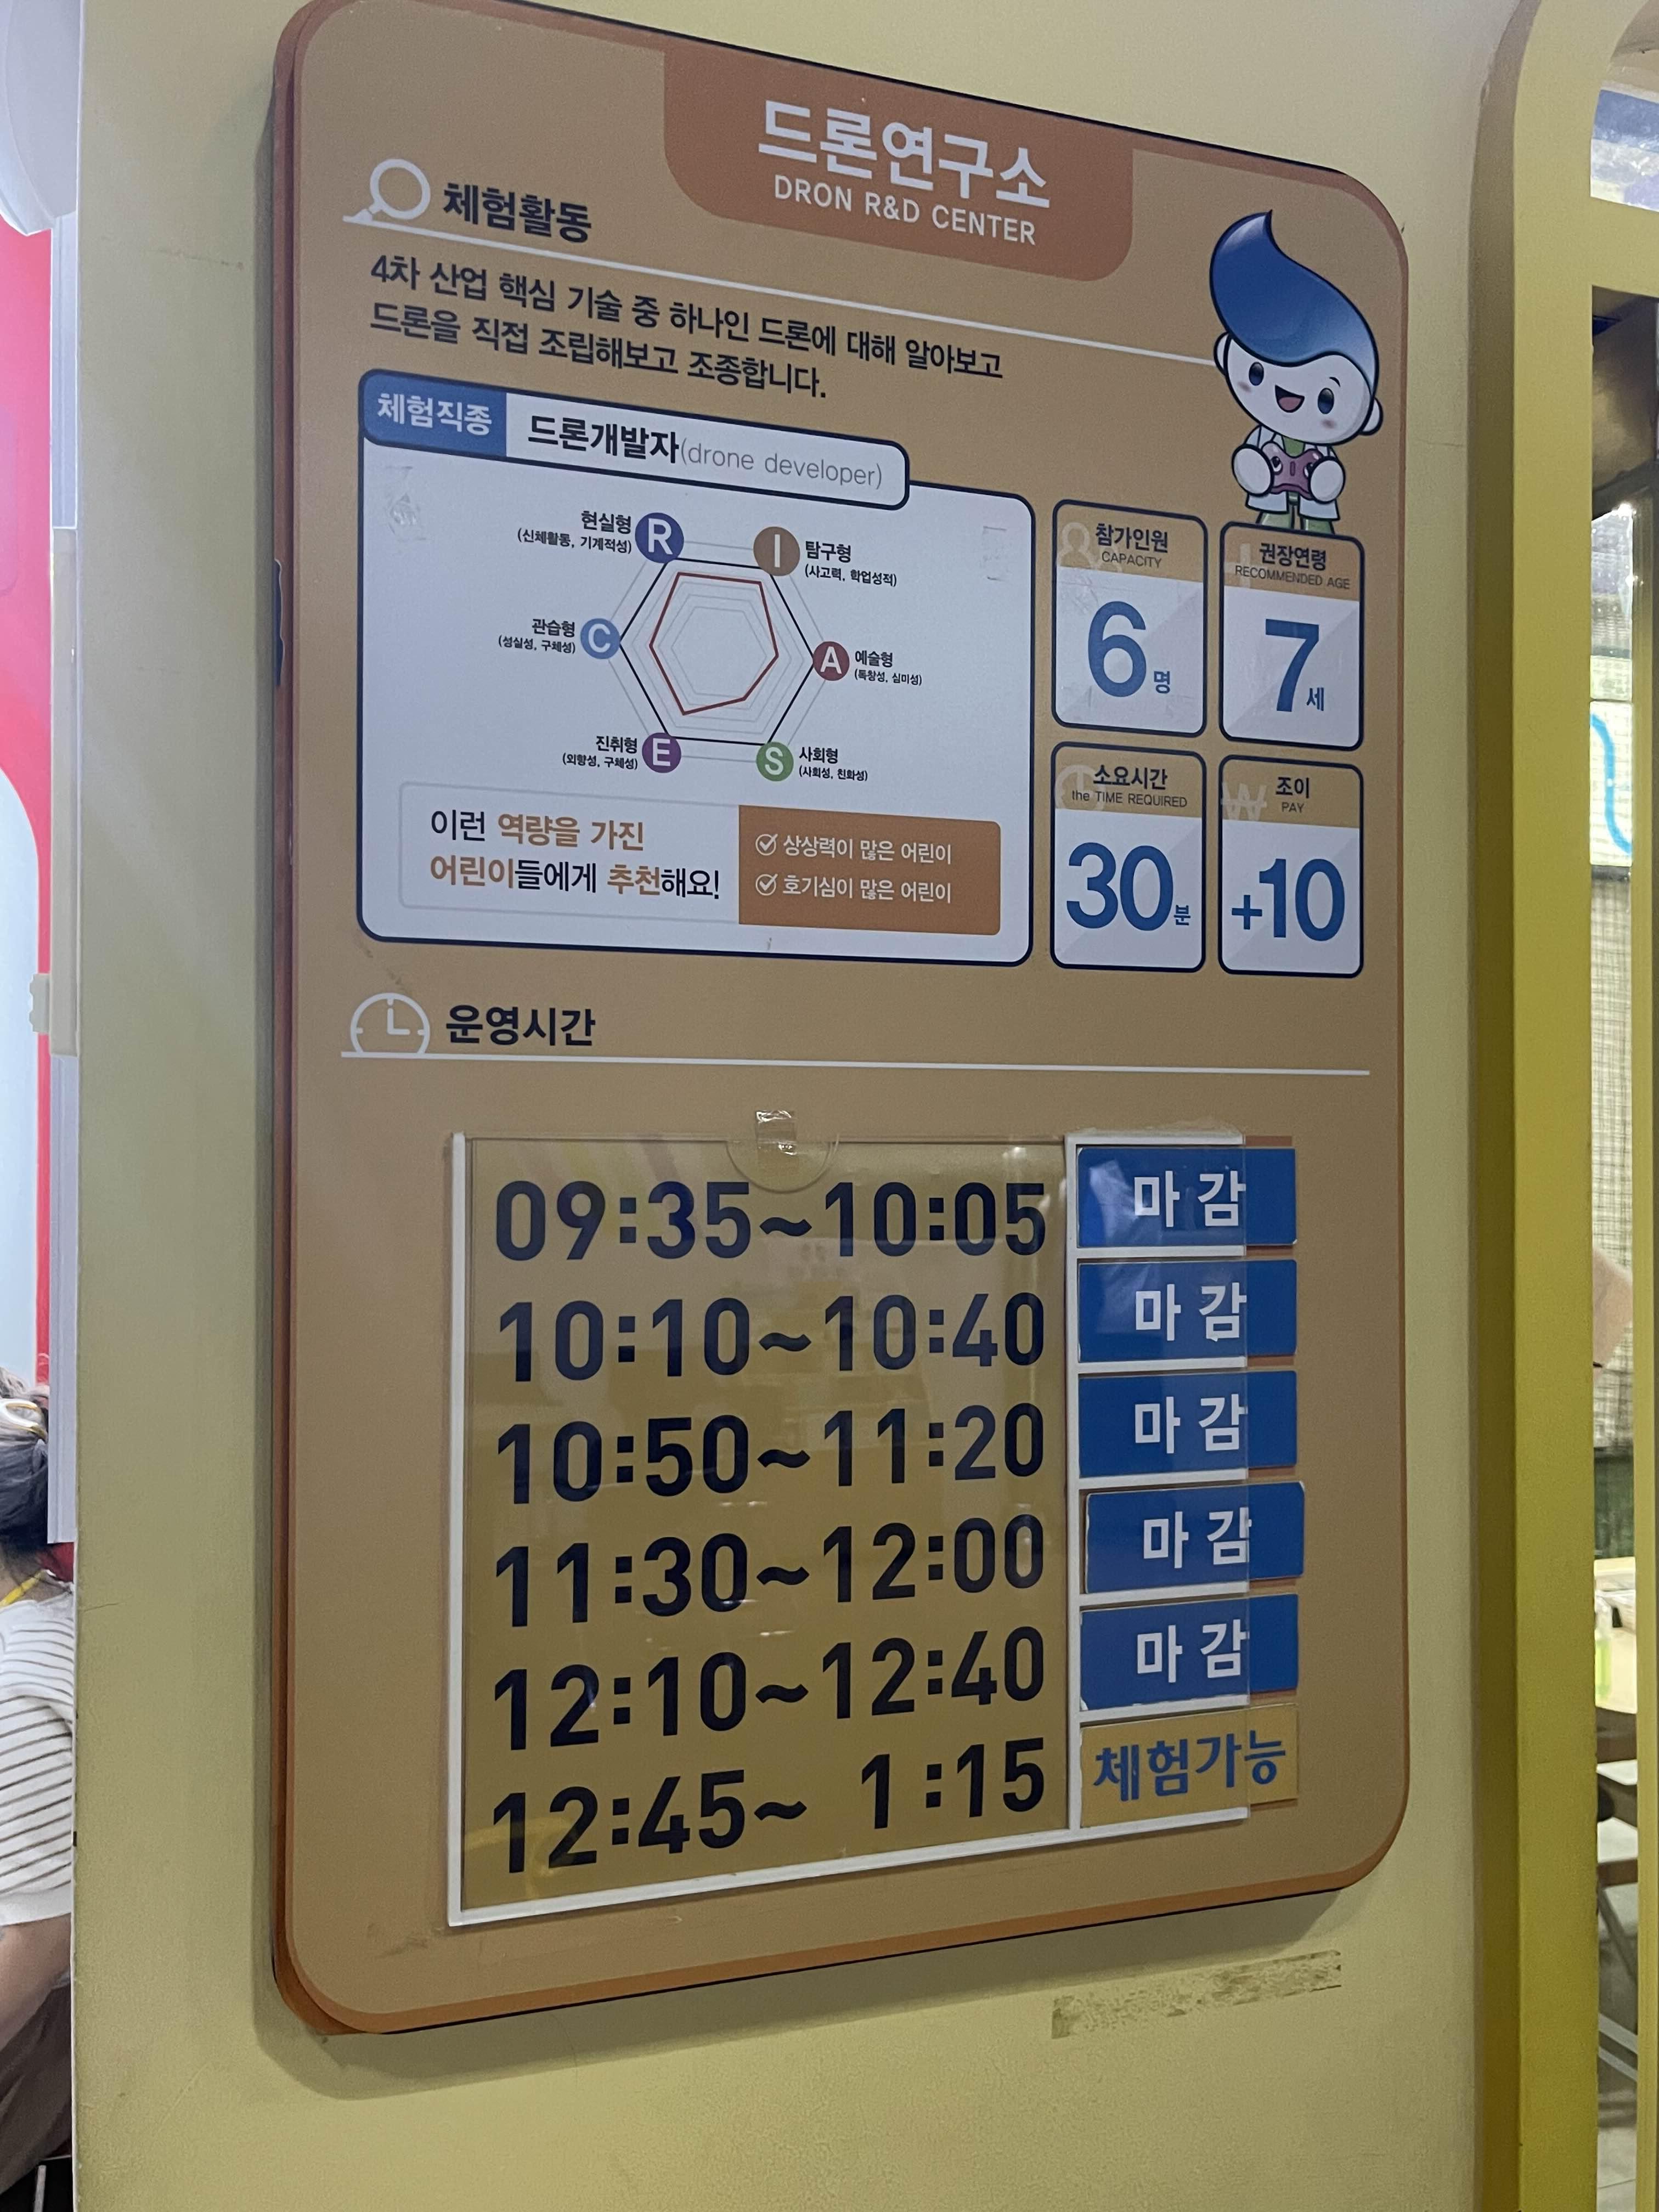 드론연구소
DRON R&D CENTER
체험활동
4차 산업 핵심 기술 중 하나인 드론에 대해 알아보고
드론을 직접 조립해보고 조종합니다.
체험직종 드론개발자(drone developer)
현실형
(신체활동, 기계적성)
R
I
탐구형
(사고력, 학업성적)
관습형
(성실성, 구체성)
C
A
예술형
(독창성, 심미성)
진취형
(외향성, 구체성)
E
S
사회형
(사회성, 친화성)
이런 역량을 가진
어린이들에게 추천해요!
상상력이 많은 어린이
호기심이 많은 어린이
참가인원
CAPACITY
6명
권장연령
RECOMMENDED AGE
7세
소요시간
the TIME REQUIRED
30분
조이
PAY
+10
운영시간
09:35~10:05 마감
10:10~10:40 마감
10:50~11:20 마감
11:30~12:00 마감
12:10~12:40 마감
12:45~ 1:15 체험가능